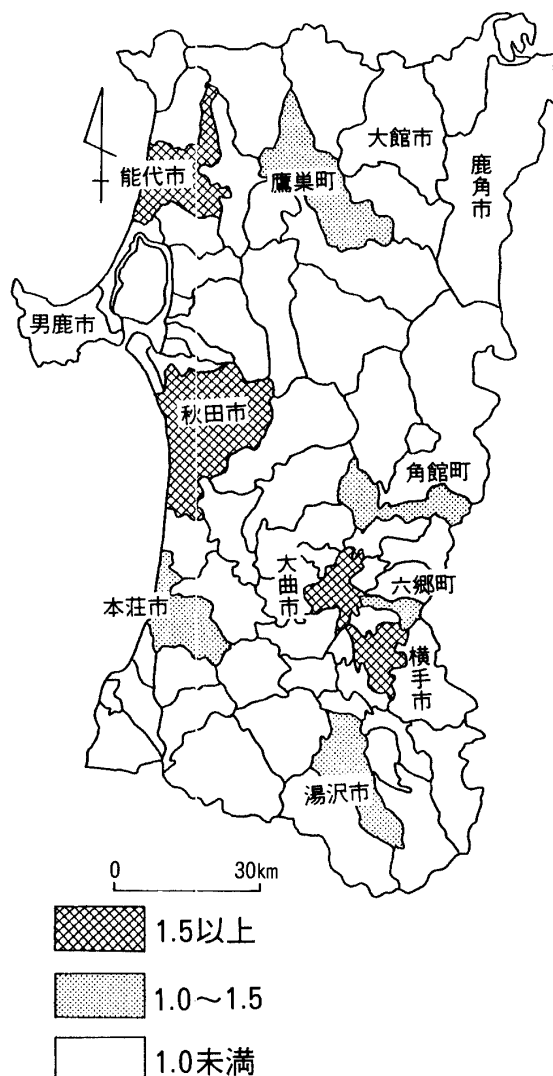 大館市
鹿角市
能代市
鷹巣町
男鹿市
秋田市
角館町
大曲市
六郷町
本荘市
横手市
湯沢市
0 30km
1.5以上
1.0～1.5
1.0未満